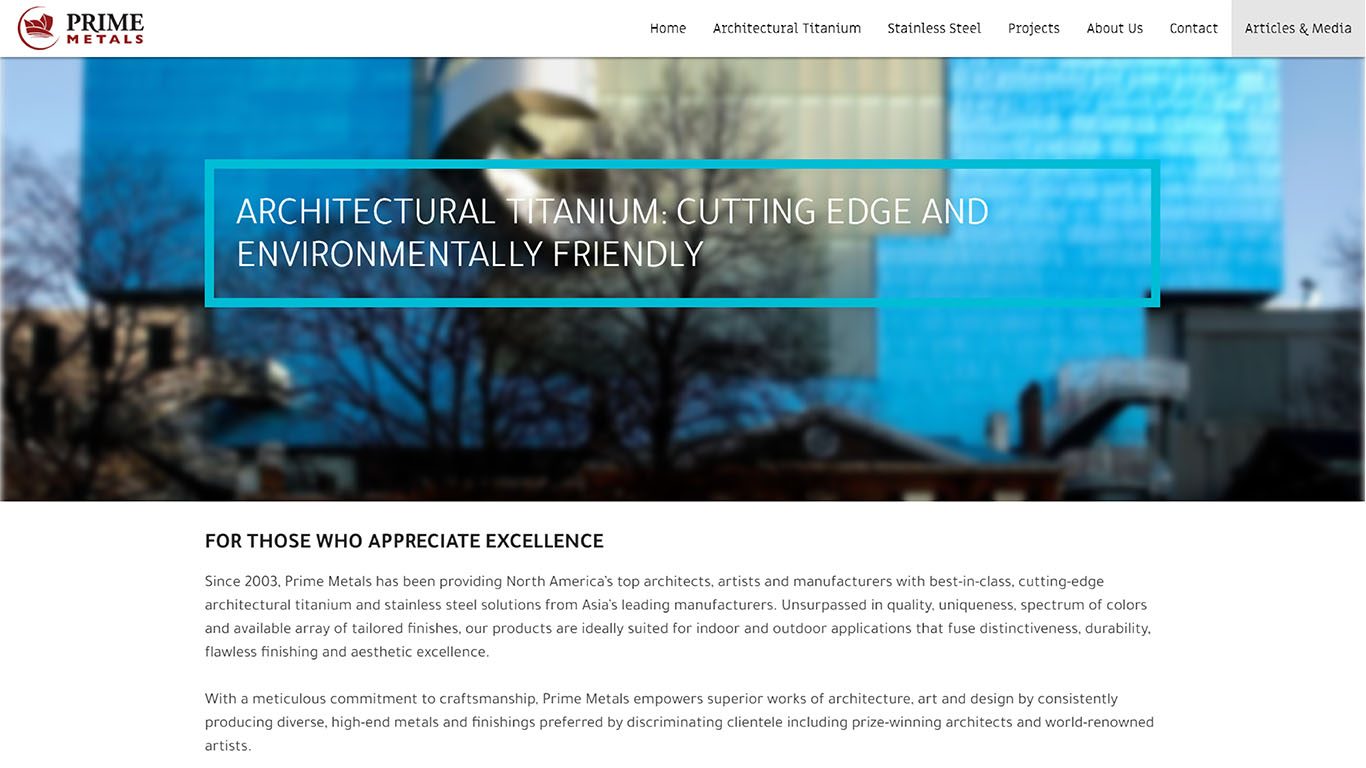 PRIME
METALS
Home
Architectural Titanium
Stainless Steel
Projects
About Us
Contact
Articles & Media
ARCHITECTURAL TITANIUM: CUTTING EDGE AND
ENVIRONMENTALLY FRIENDLY
FOR THOSE WHO APPRECIATE EXCELLENCE
Since 2003, Prime Metals has been providing North America's top architects, artists and manufacturers with best-in-class, cutting-edge
architectural titanium and stainless steel solutions from Asia's leading manufacturers. Unsurpassed in quality, uniqueness, spectrum of colors
and available array of tailored finishes, our products are ideally suited for indoor and outdoor applications that fuse distinctiveness, durability,
flawless finishing and aesthetic excellence.
With a meticulous commitment to craftsmanship, Prime Metals empowers superior works of architecture, art and design by consistently
producing diverse, high-end metals and finishings preferred by discriminating clientele including prize-winning architects and world-renowned
artists.